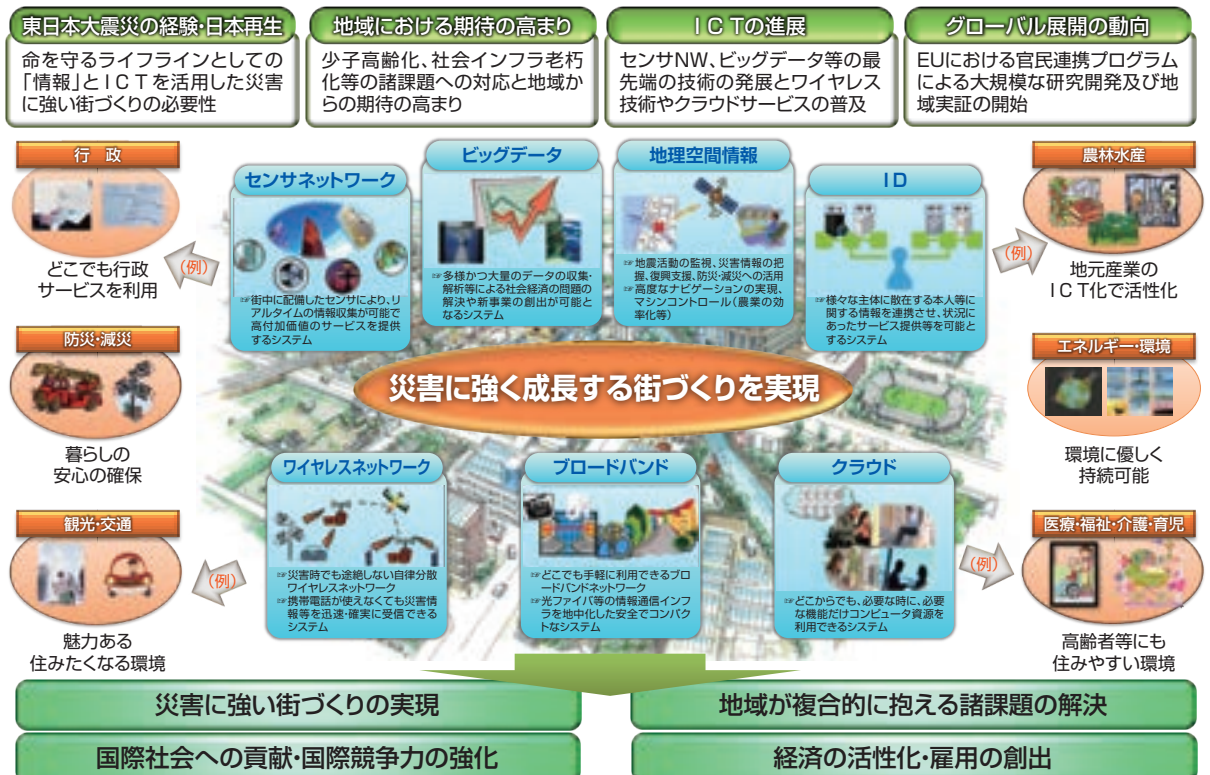 東日本大震災の経験・日本再生
命を守るライフラインとしての
「情報」とＩＣＴを活用した災害
に強い街づくりの必要性
地域における期待の高まり
少子高齢化、社会インフラ老朽
化等の諸課題への対応と地域か
らの期待の高まり
ＩＣＴの進展
センサNW、ビッグデータ等の最
先端の技術の発展とワイヤレス
技術やクラウドサービスの普及
グローバル展開の動向
EUにおける官民連携プログラム
による大規模な研究開発及び地
域実証の開始
行　政
どこでも行政
サービスを利用
(例)
防災・減災
暮らしの
安心の確保
観光・交通
魅力ある
住みたくなる環境
(例)
センサネットワーク
☞街中に配備したセンサにより、リ
アルタイムの情報収集が可能で
高付加価値のサービスを提供
するシステム
ビッグデータ
☞多様かつ大量のデータの収集・
解析等による社会経済の問題の
解決や新事業の創出が可能と
なるシステム
地理空間情報
☞地震活動の監視、災害情報の把
握、復興支援、防災・減災への活用
☞高度なナビゲーションの実現、
マシンコントロール（農業の効
率化等）
ＩＤ
☞様々な主体に散在する本人等に
関する情報を連携させ、状況に
あったサービス提供等を可能と
するシステム
災害に強く成長する街づくりを実現
ワイヤレスネットワーク
☞災害時でも途絶しない自律分散
ワイヤレスネットワーク
☞携帯電話が使えなくても災害情
報等を迅速・確実に受信できる
システム
ブロードバンド
☞どこでも手軽に利用できるブロ
ードバンドネットワーク
☞光ファイバ等の情報通信インフ
ラを地中化した安全でコンパク
トなシステム
クラウド
☞どこからでも、必要な時に、必要
な機能だけコンピュータ資源を
利用できるシステム
(例)
農林水産
地元産業の
ＩＣＴ化で活性化
エネルギー・環境
環境に優しく
持続可能
(例)
医療・福祉・介護・育児
高齢者等にも
住みやすい環境
災害に強い街づくりの実現
地域が複合的に抱える諸課題の解決
国際社会への貢献・国際競争力の強化
経済の活性化・雇用の創出